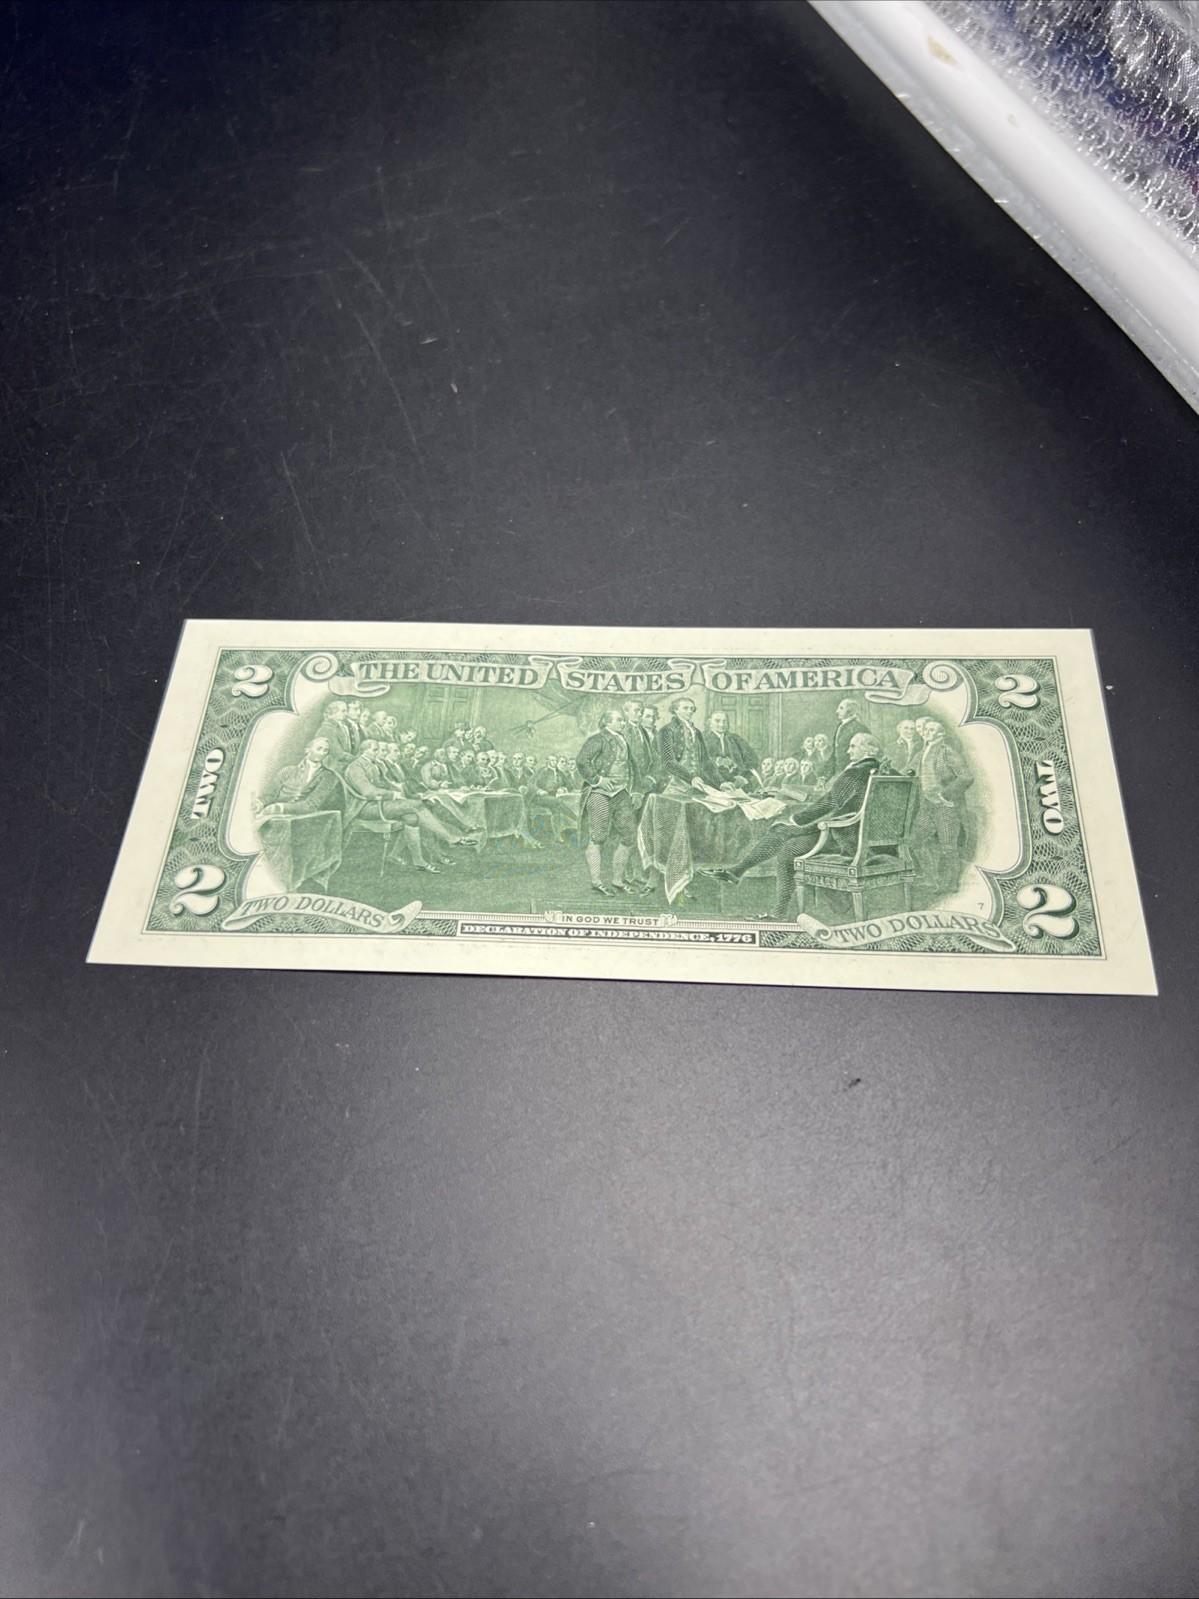 2 THE UNITED STATES OF AMERICA 2
TWO
TWO
2 TWO DOLLARS
IN GOD WE TRUST
DECLARATION OF INDEPENDENCE, 1776
7
TWO DOLLARS 2